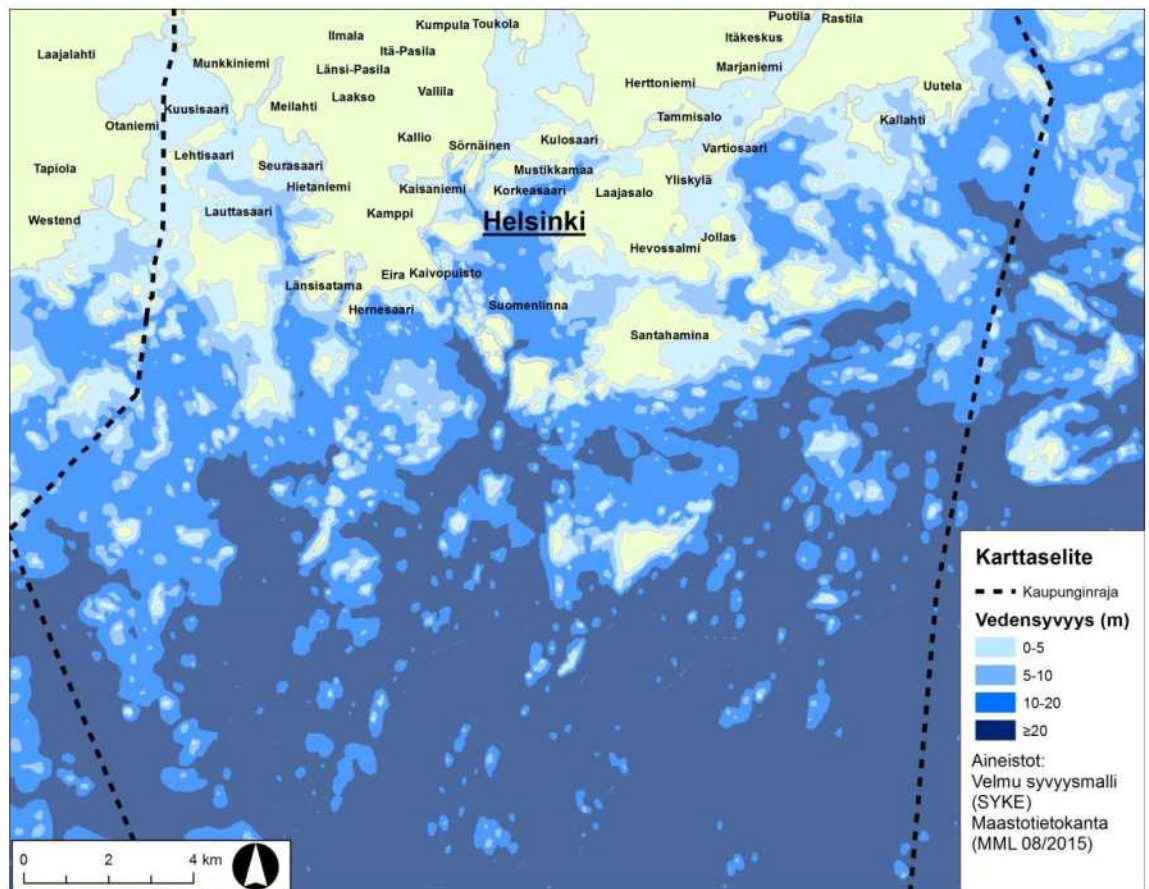 Kumpula
Toukola
Puotila
Rastila
Ilmala
Itäkeskus
Laajalahti
Itä-Pasila
Munkkiniemi
Länsi-Pasila
Marjaniemi
Herttoniemi
Uutela
Vallila
Laakso
Meilahti
Kuusisaari
Tammisalo
Kallahti
Otaniemi
Kallio
Sörnäinen
Kulosaari
Vartiosaari
Lehtisaari
Seurasaari
Mustikkamaa
Tapiola
Yliskylä
Hietaniemi
Kaisaniemi
Korkeasaari
Laajasalo
Lauttasaari
Kamppi
Westend
Helsinki
Jollas
Hevossalmi
Eira
Kaivopuisto
Länsisatama
Suomenlinna
Hernesaari
Santahamina
Karttaselite
Kaupunginraja
Vedensyvyys (m)
0-5
5-10
10-20
≥20
Aineistot:
Velmu syvyysmalli
(SYKE)
Maastotietokanta
(MML 08/2015)
0 2 4 km